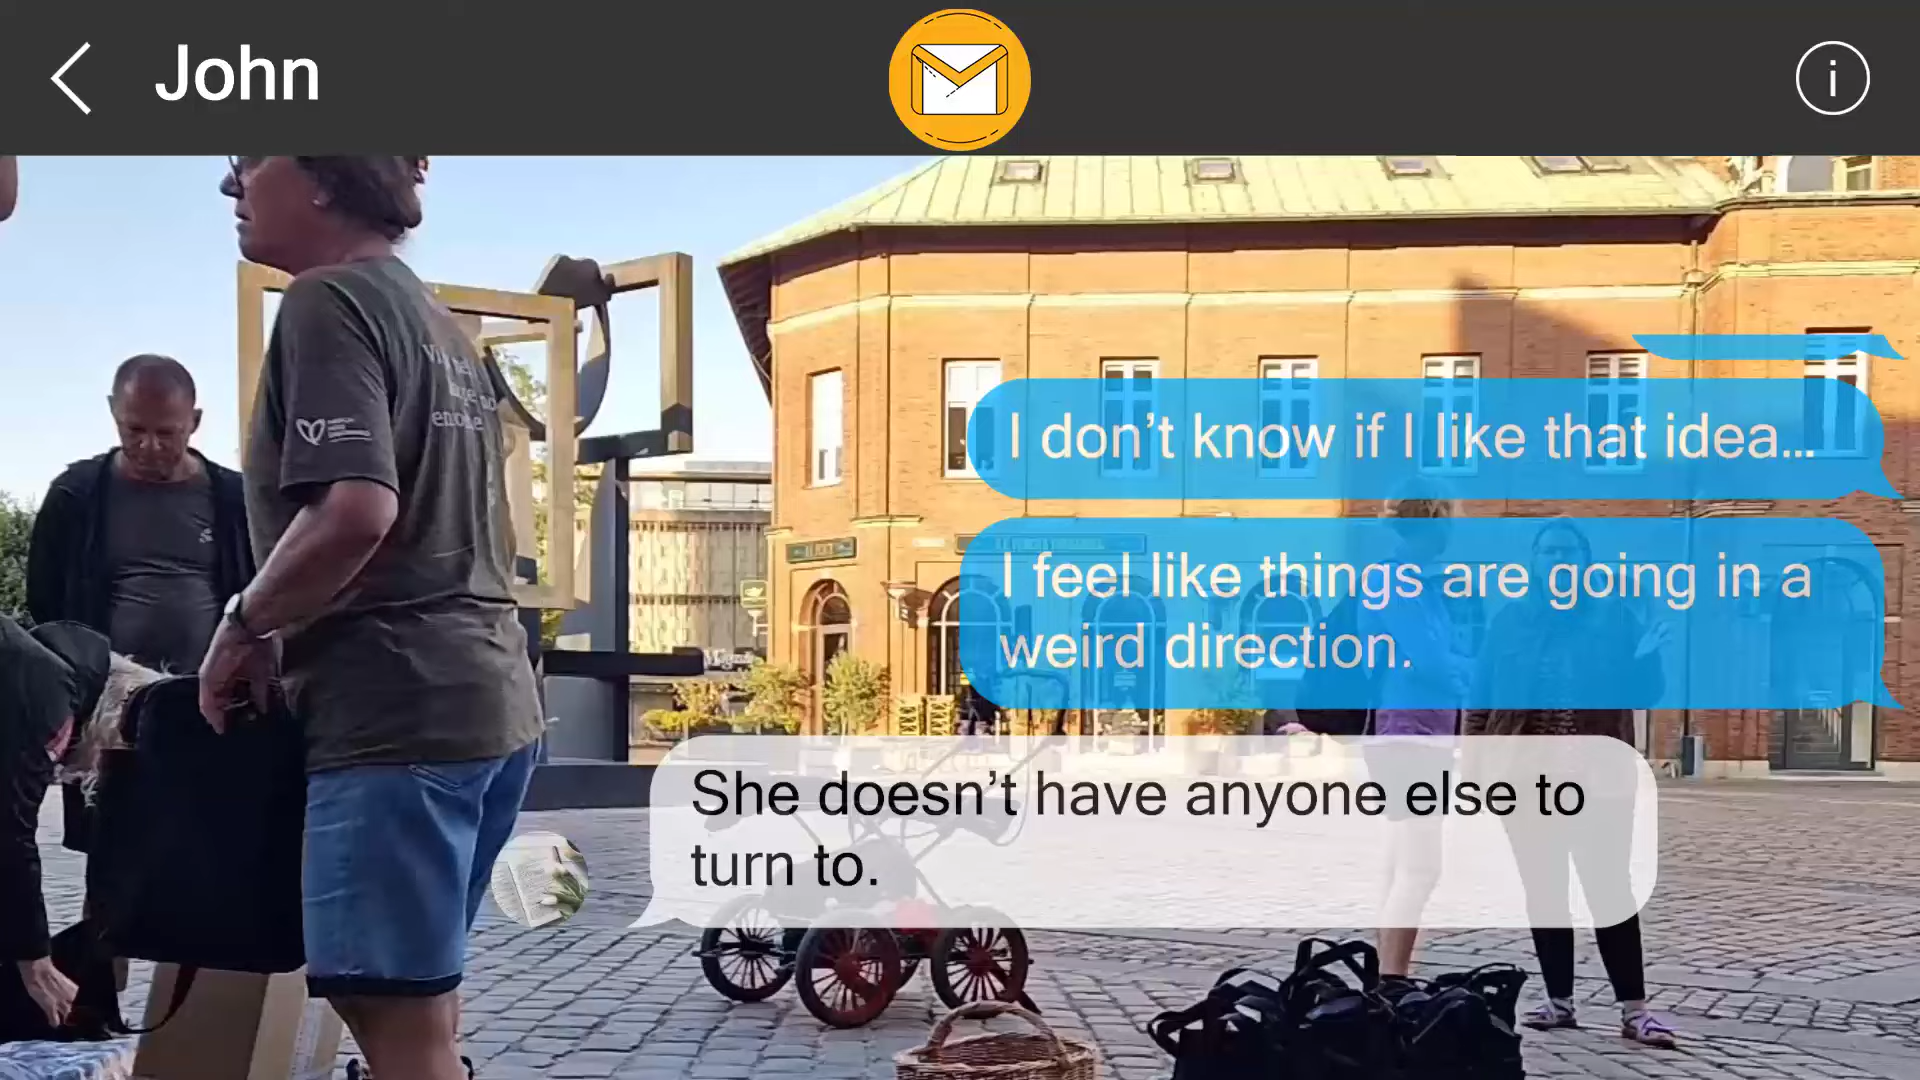 John
i
I don't know if I like that idea...
I feel like things are going in a
weird direction.
She doesn't have anyone else to
turn to.